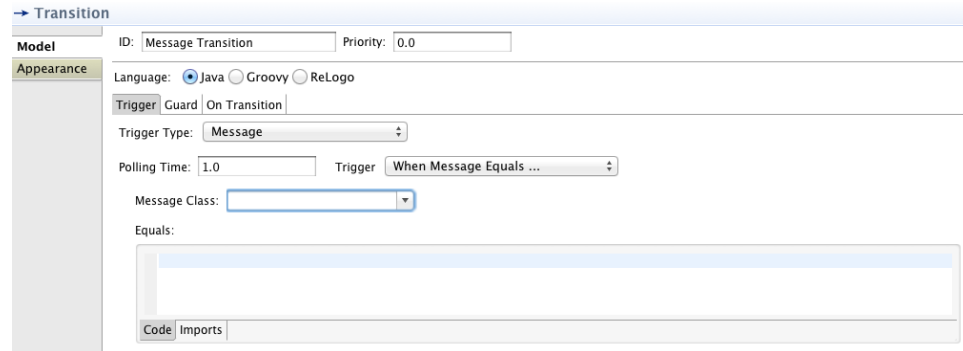 Transition
Model
Appearance
ID: Message Transition Priority: 0.0
Language: Java Groovy ReLogo
Trigger Guard On Transition
Trigger Type: Message
Polling Time: 1.0 Trigger When Message Equals ...
Message Class:
Equals:
Code Imports